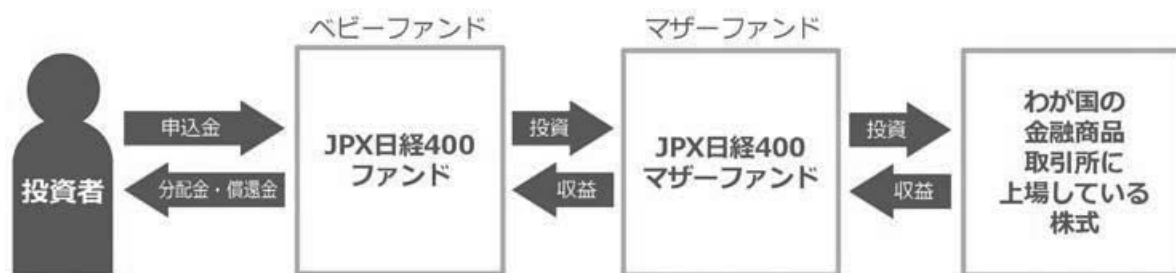 ベビーファンド
マザーファンド
投資者
申込金
分配金・償還金
JPX日経400
ファンド
投資
収益
JPX日経400
マザーファンド
投資
収益
わが国の
金融商品
取引所に
上場している
株式